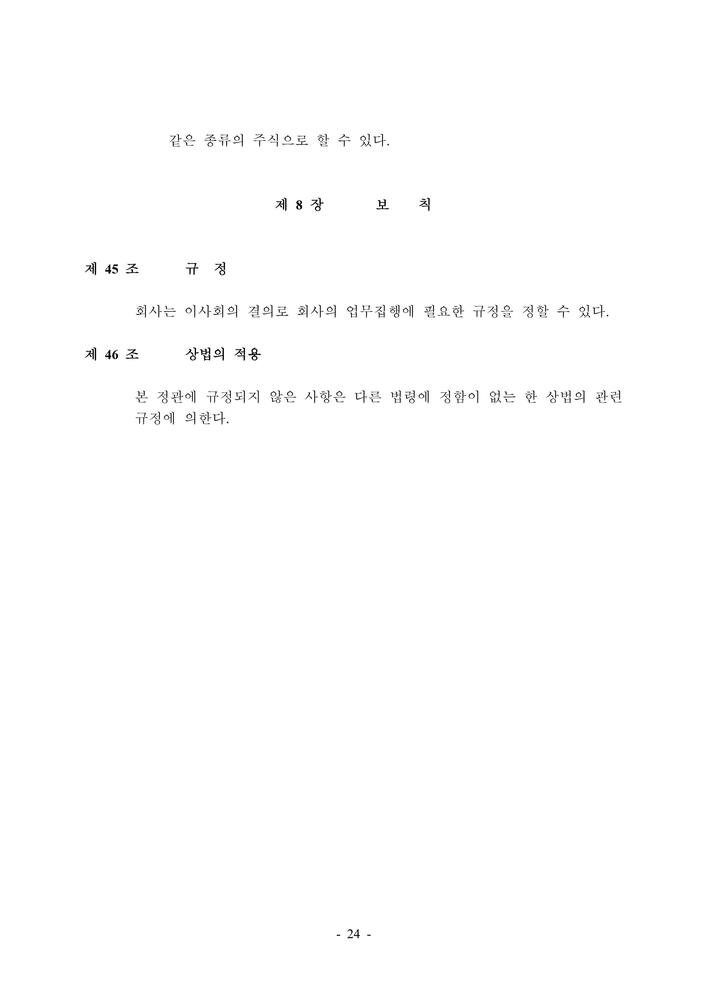 같은 종류의 주식으로 할 수 있다.
제 8 장 보 칙
제 45 조 규 정
회사는 이사회의 결의로 회사의 업무집행에 필요한 규정을 정할 수 있다.
제 46 조 상법의 적용
본 정관에 규정되지 않은 사항은 다른 법령에 정함이 없는 한 상법의 관련
규정에 의한다.
- 24 -